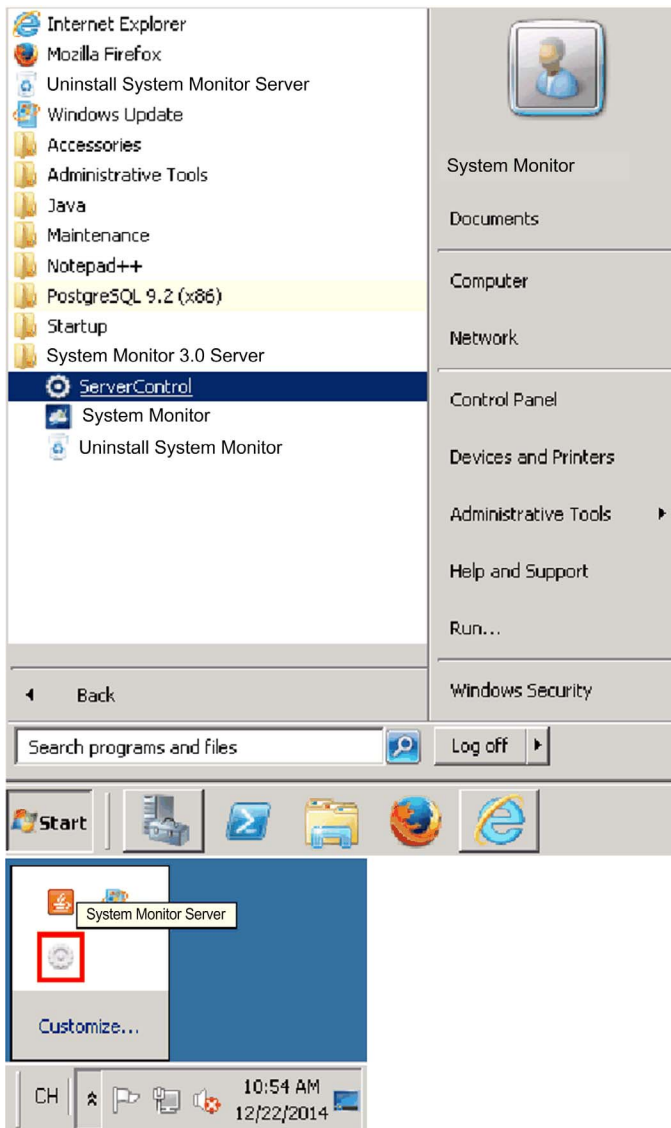 Internet Explorer
Mozilla Firefox
Uninstall System Monitor Server
Windows Update
Accessories
Administrative Tools
Java
Maintenance
Notepad++
PostgreSQL 9.2 (x86)
Startup
System Monitor 3.0 Server
ServerControl
System Monitor
Uninstall System Monitor
Back
Search programs and files
System Monitor
Documents
Computer
Network
Control Panel
Devices and Printers
Administrative Tools
Help and Support
Run...
Windows Security
Log off
Start
System Monitor Server
Customize...
CH
10:54 AM
12/22/2014